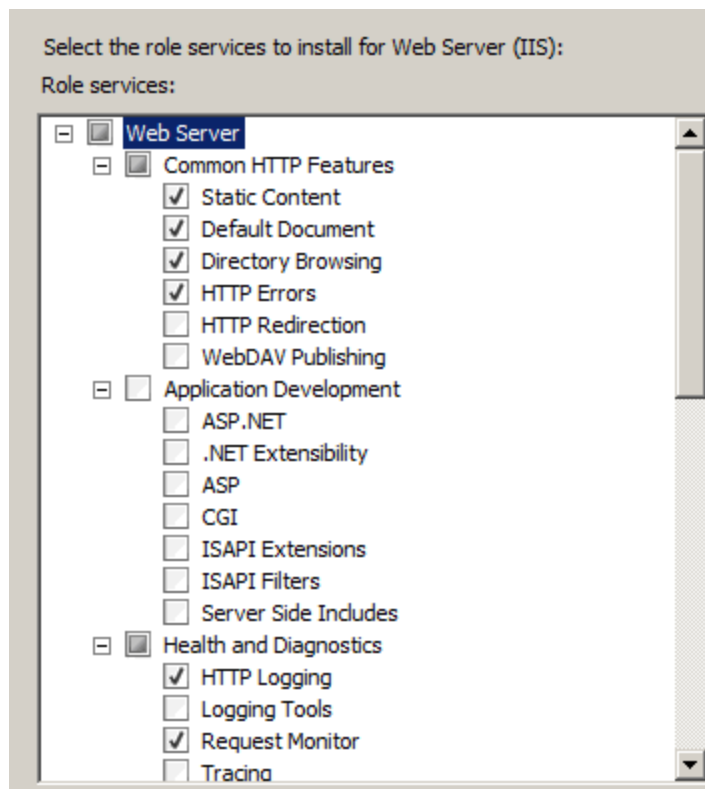 Select the role services to install for Web Server (IIS):
Role services:
Web Server
Common HTTP Features
Static Content
Default Document
Directory Browsing
HTTP Errors
HTTP Redirection
WebDAV Publishing
Application Development
ASP.NET
.NET Extensibility
ASP
CGI
ISAPI Extensions
ISAPI Filters
Server Side Includes
Health and Diagnostics
HTTP Logging
Logging Tools
Request Monitor
Tracing